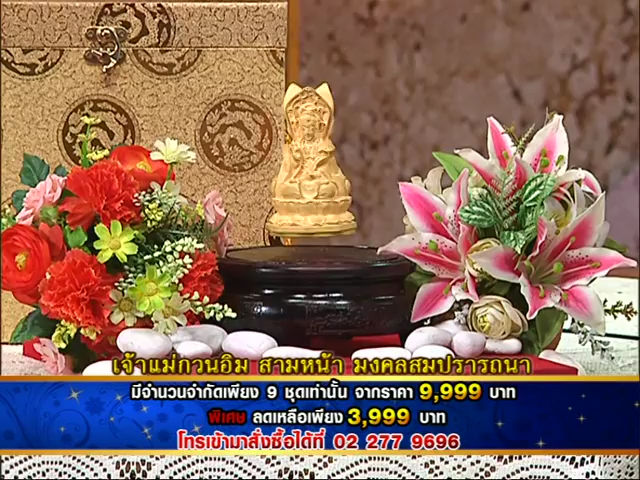 เจ้าแม่กวนอิม สามหน้า มงคลสมปรารถนา
มีจำนวนจำกัดเพียง 9 ชุดเท่านั้น จากราคา 9,999 บาท
พิเศษ ลดเหลือเพียง 3,999 บาท
โทรเข้ามาสั่งซื้อได้ที่ 02 277 9696